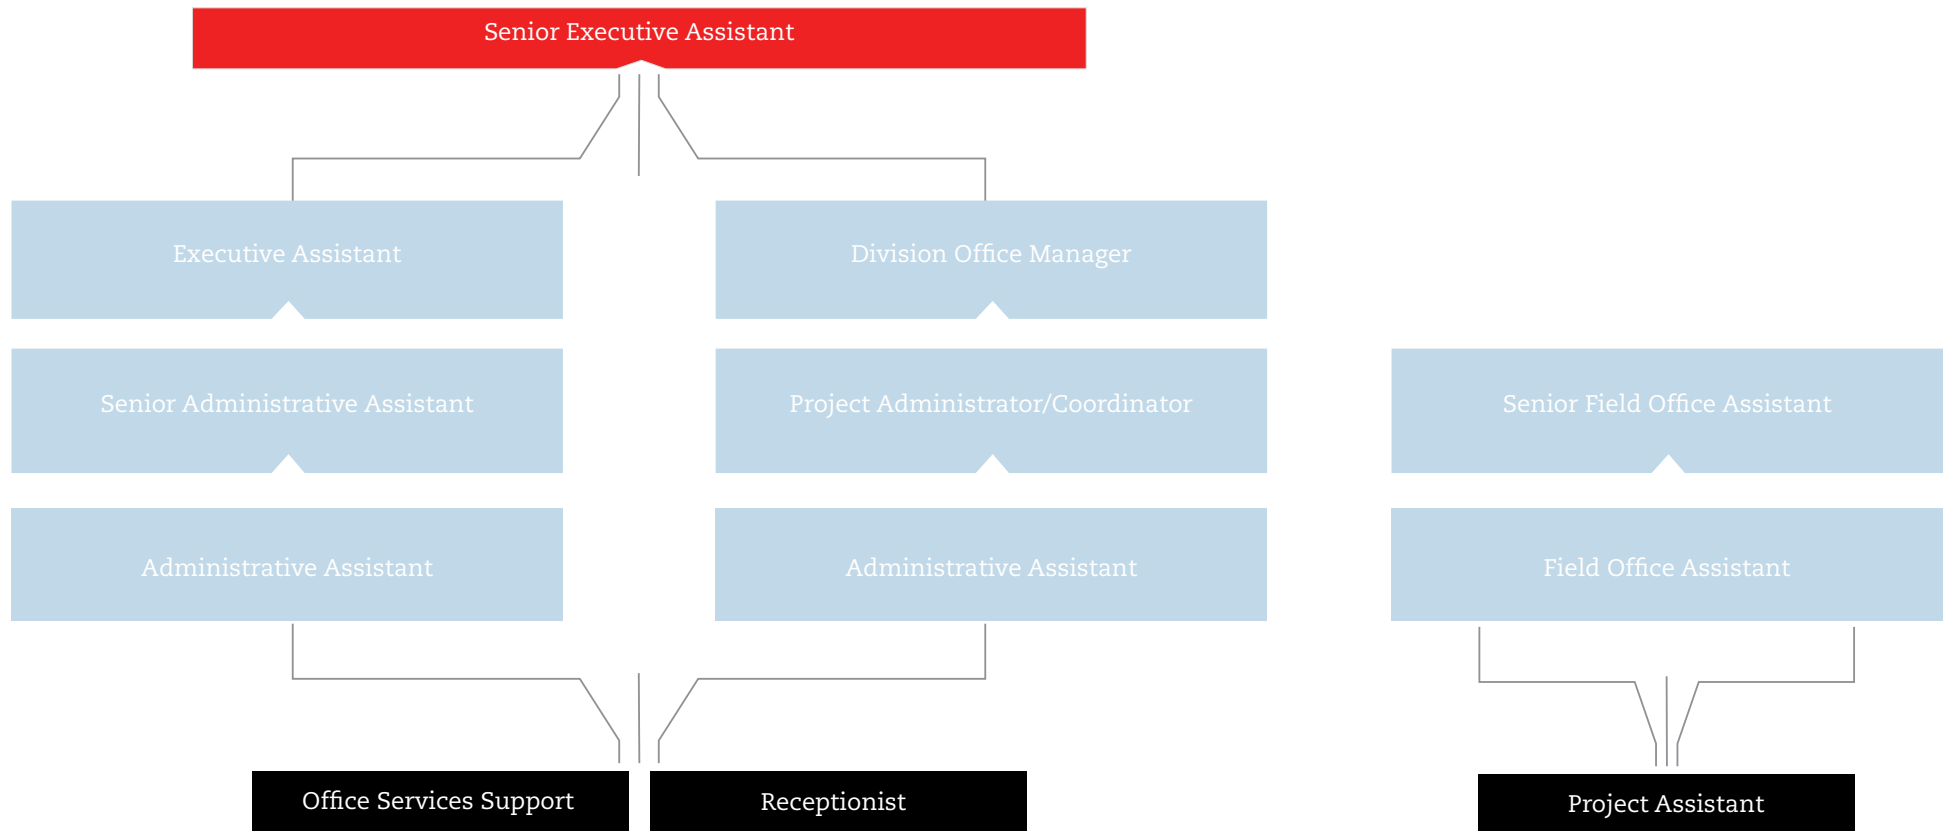 Senior Executive Assistant
Executive Assistant
Division Office Manager
Senior Administrative Assistant
Project Administrator/Coordinator
Senior Field Office Assistant
Administrative Assistant
Administrative Assistant
Field Office Assistant
Office Services Support
Receptionist
Project Assistant